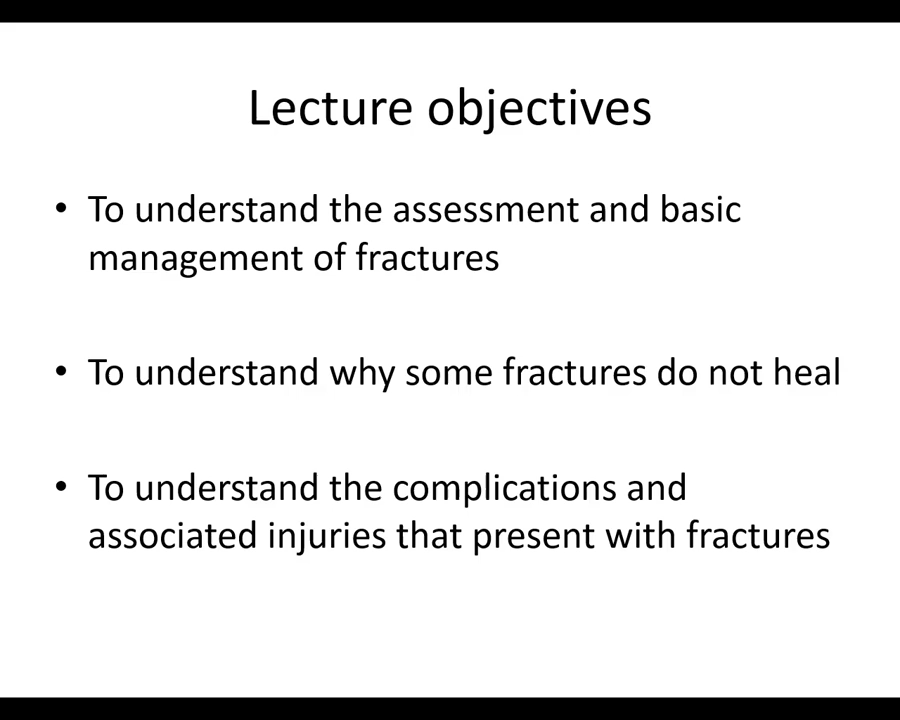 Lecture objectives
• To understand the assessment and basic
management of fractures
• To understand why some fractures do not heal
• To understand the complications and
associated injuries that present with fractures